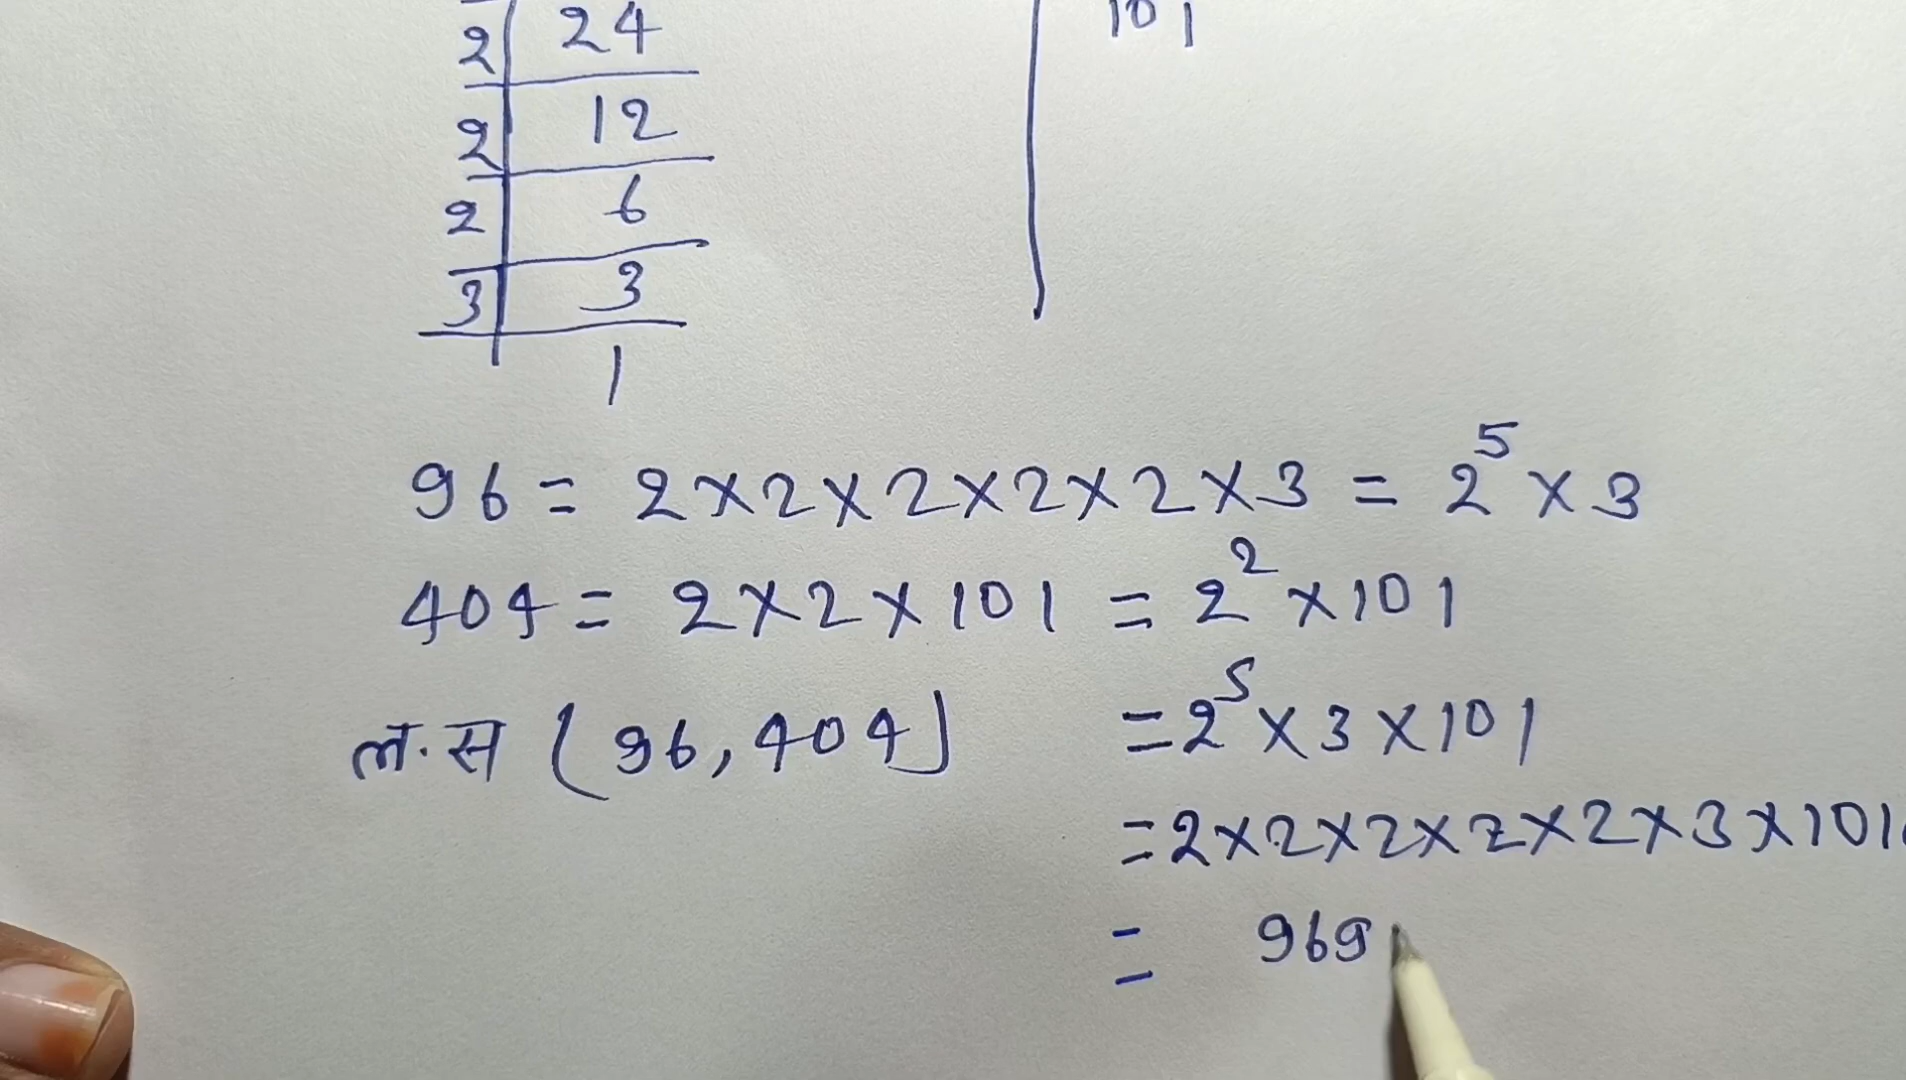 2 | 24
101
2 | 12
2 | 6
3 | 3
1
96 = 2×2×2×2×2×3 = 2⁵×3
404 = 2×2×101 = 2²×101
ल.स (96,404) = 2⁵×3×101
= 2×2×2×2×2×3×101
= 969